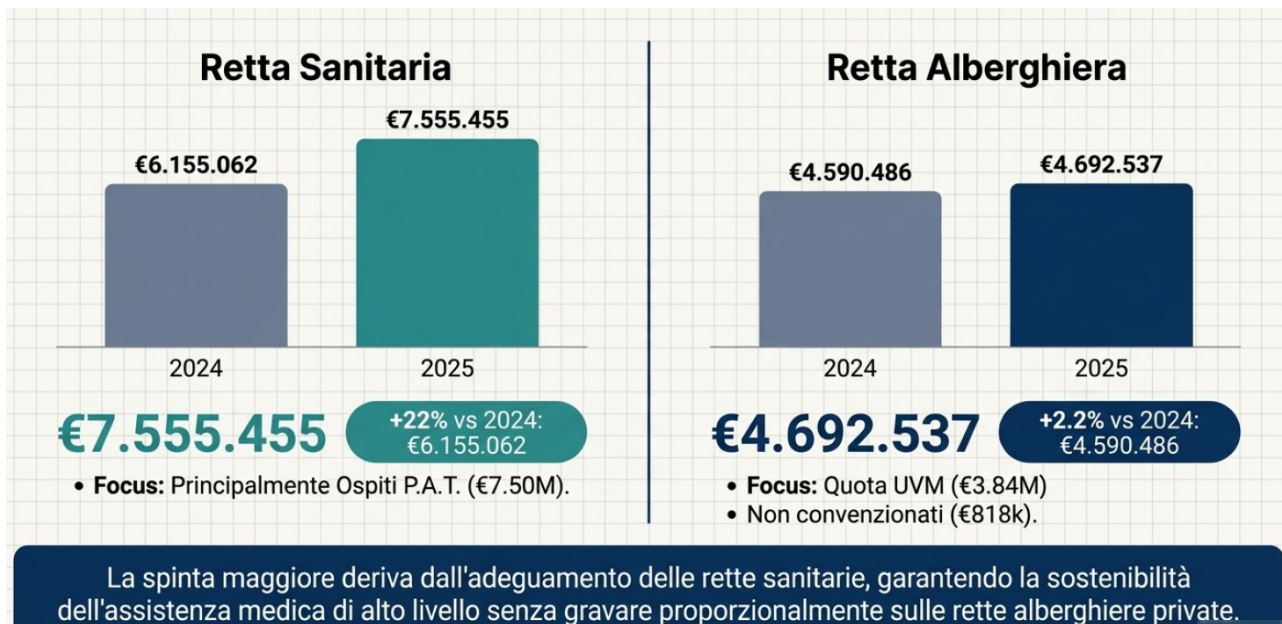 Retta Sanitaria
€6.155.062
€7.555.455
2024
2025
€7.555.455
+22% vs 2024:
€6.155.062
• Focus: Principalmente Ospiti P.A.T. (€7.50M).
Retta Alberghiera
€4.590.486
€4.692.537
2024
2025
€4.692.537
+2.2% vs 2024:
€4.590.486
• Focus: Quota UVM (€3.84M)
• Non convenzionati (€818k).
La spinta maggiore deriva dall'adeguamento delle rette sanitarie, garantendo la sostenibilità
dell'assistenza medica di alto livello senza gravare proporzionalmente sulle rette alberghiere private.